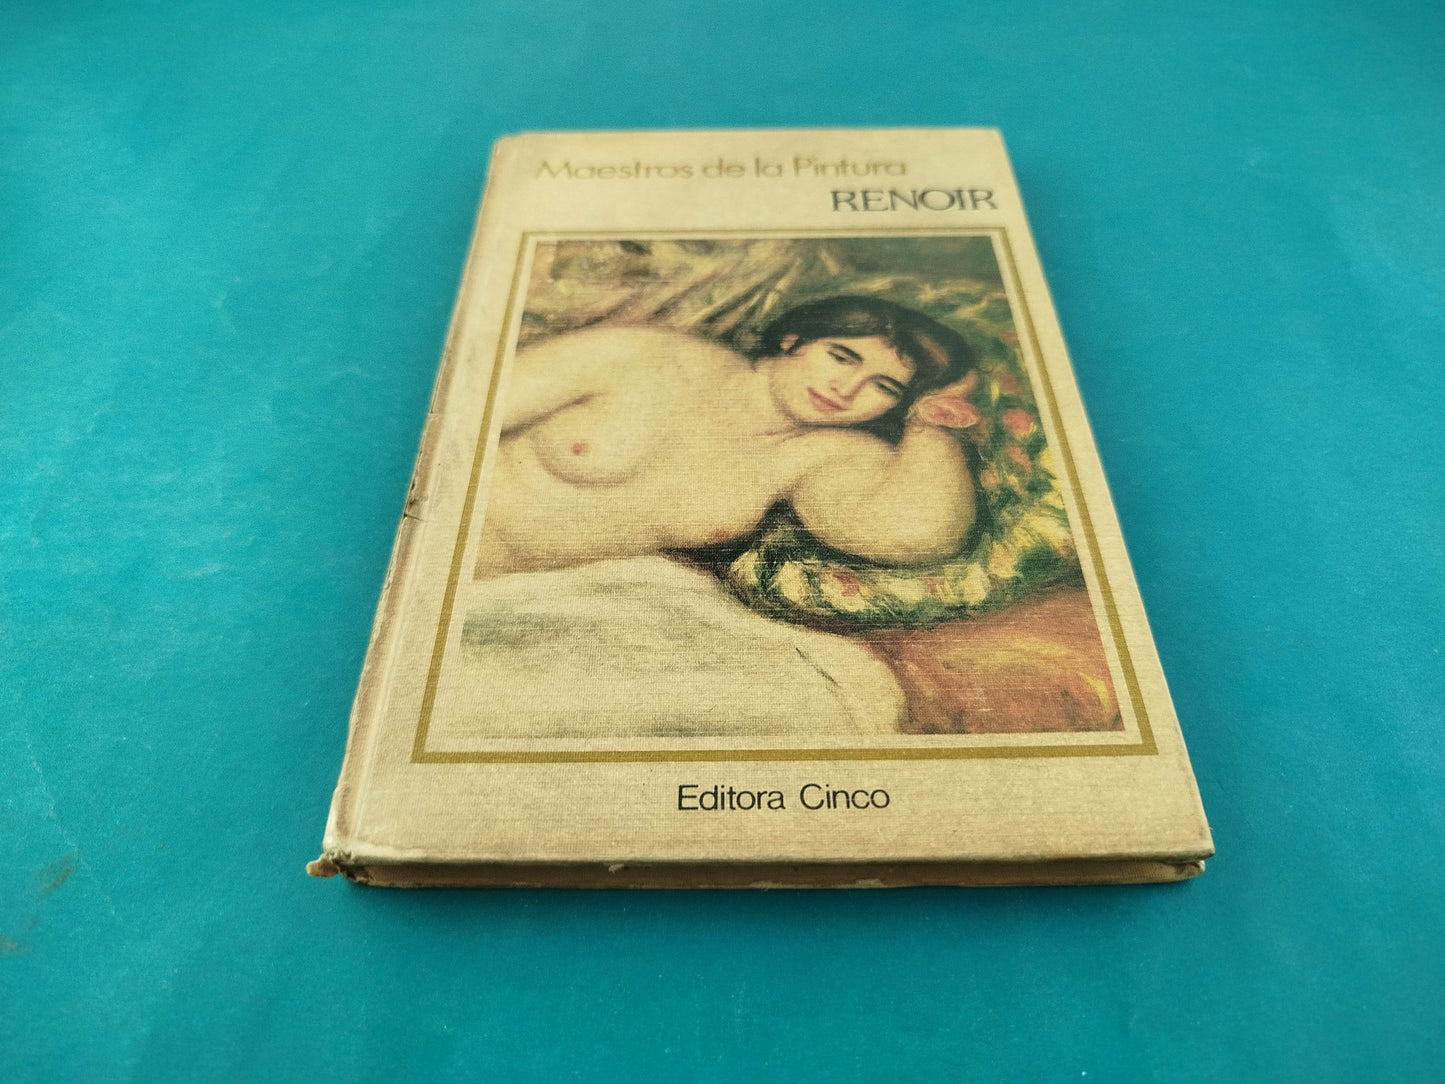 Maestros de la Pintura
RENOIR
Editora Cinco